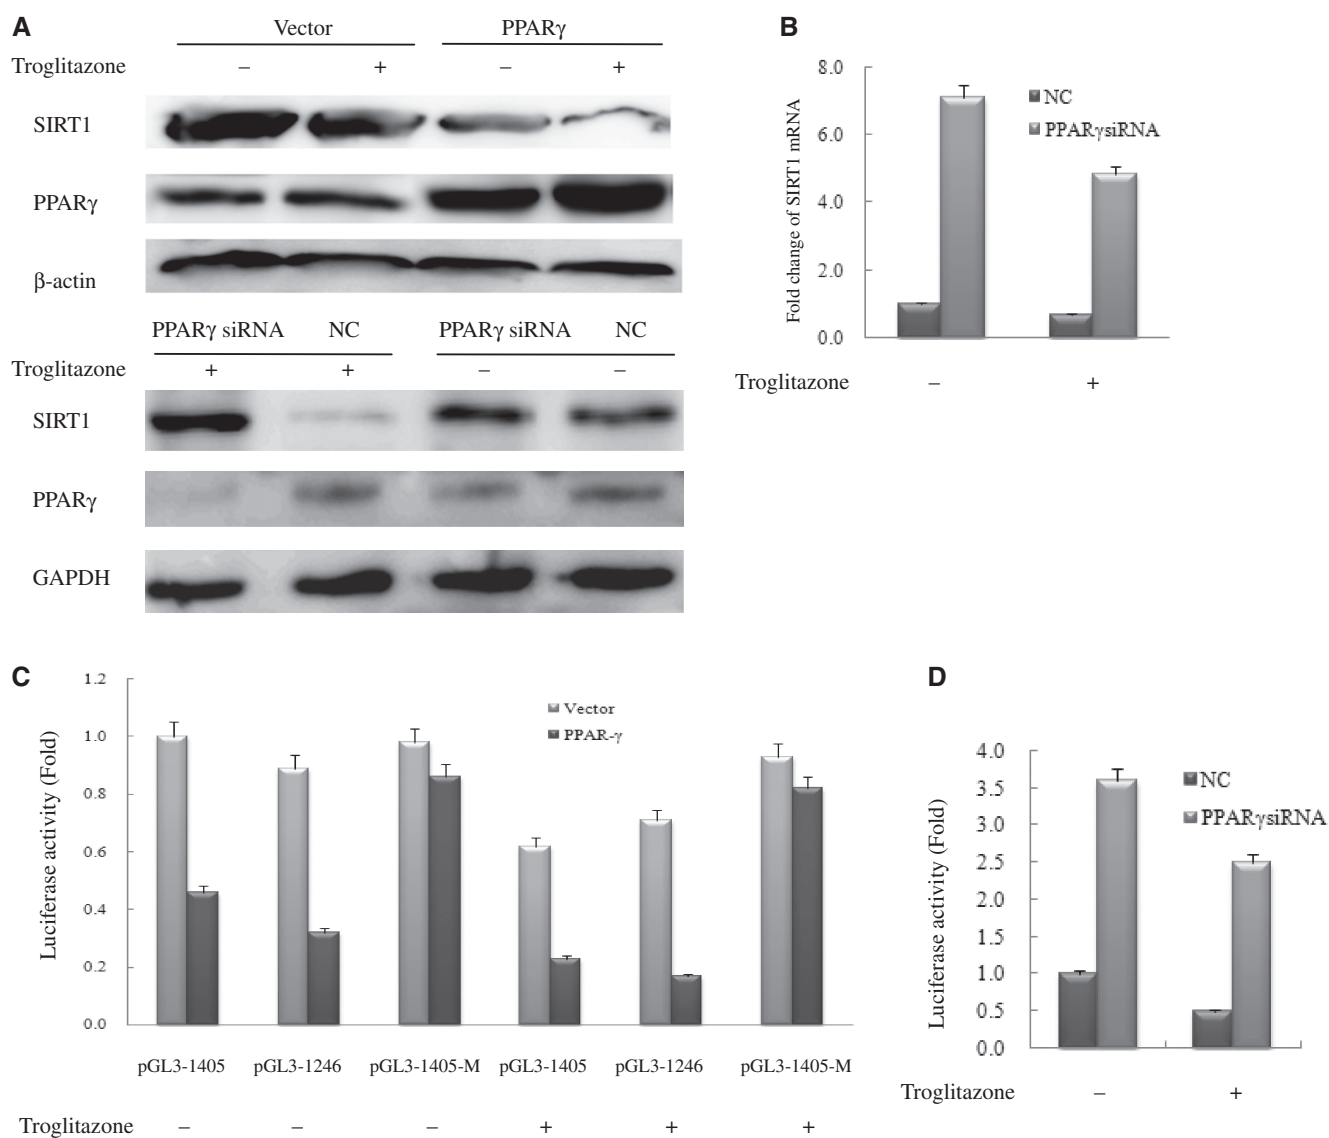 A
Vector PPARγ
Troglitazone – + – +
SIRT1
PPARγ
β-actin
PPARγ siRNA NC PPARγ siRNA NC
Troglitazone + + – –
SIRT1
PPARγ
GAPDH
B
Fold change of SIRT1 mRNA
8.0
6.0
4.0
2.0
0.0
NC
PPARγsiRNA
Troglitazone – +
C
Luciferase activity (Fold)
1.2
1.0
0.8
0.6
0.4
0.2
0.0
Vector
PPAR-γ
pGL3-1405 pGL3-1246 pGL3-1405-M pGL3-1405 pGL3-1246 pGL3-1405-M
Troglitazone – – – + + +
D
Luciferase activity (Fold)
4.0
3.5
3.0
2.5
2.0
1.5
1.0
0.5
0.0
NC
PPARγsiRNA
Troglitazone – +